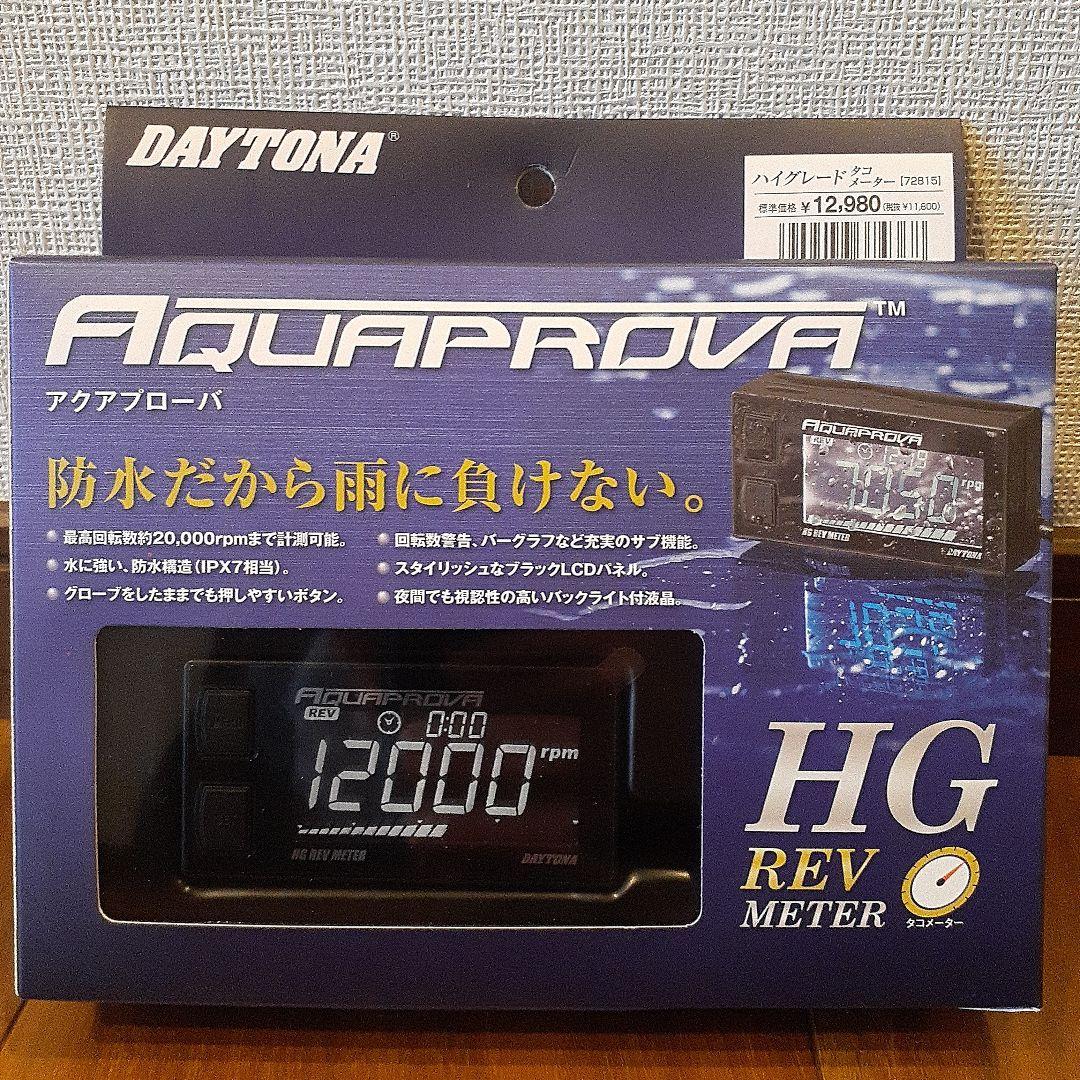 DAYTONA®
ハイグレード タコメーター [72815]
標準価格 ¥12,980 (税抜 ¥11,800)
AQUAPROVA™
アクアプローバ
防水だから雨に負けない。
• 最高回転数約20,000rpmまで計測可能。
• 水に強い、防水構造(IPX7相当)。
• グローブをしたままでも押しやすいボタン。
• 回転数警告、バーグラフなど充実のサブ機能。
• スタイリッシュなブラックLCDパネル。
• 夜間でも視認性の高いバックライト付液晶。
AQUAPROVA
REV
7050 rpm
HG REV METER
DAYTONA
AQUAPROVA
REV
0:00
12000 rpm
HG REV METER
DAYTONA
HG
REV
METER
タコメーター